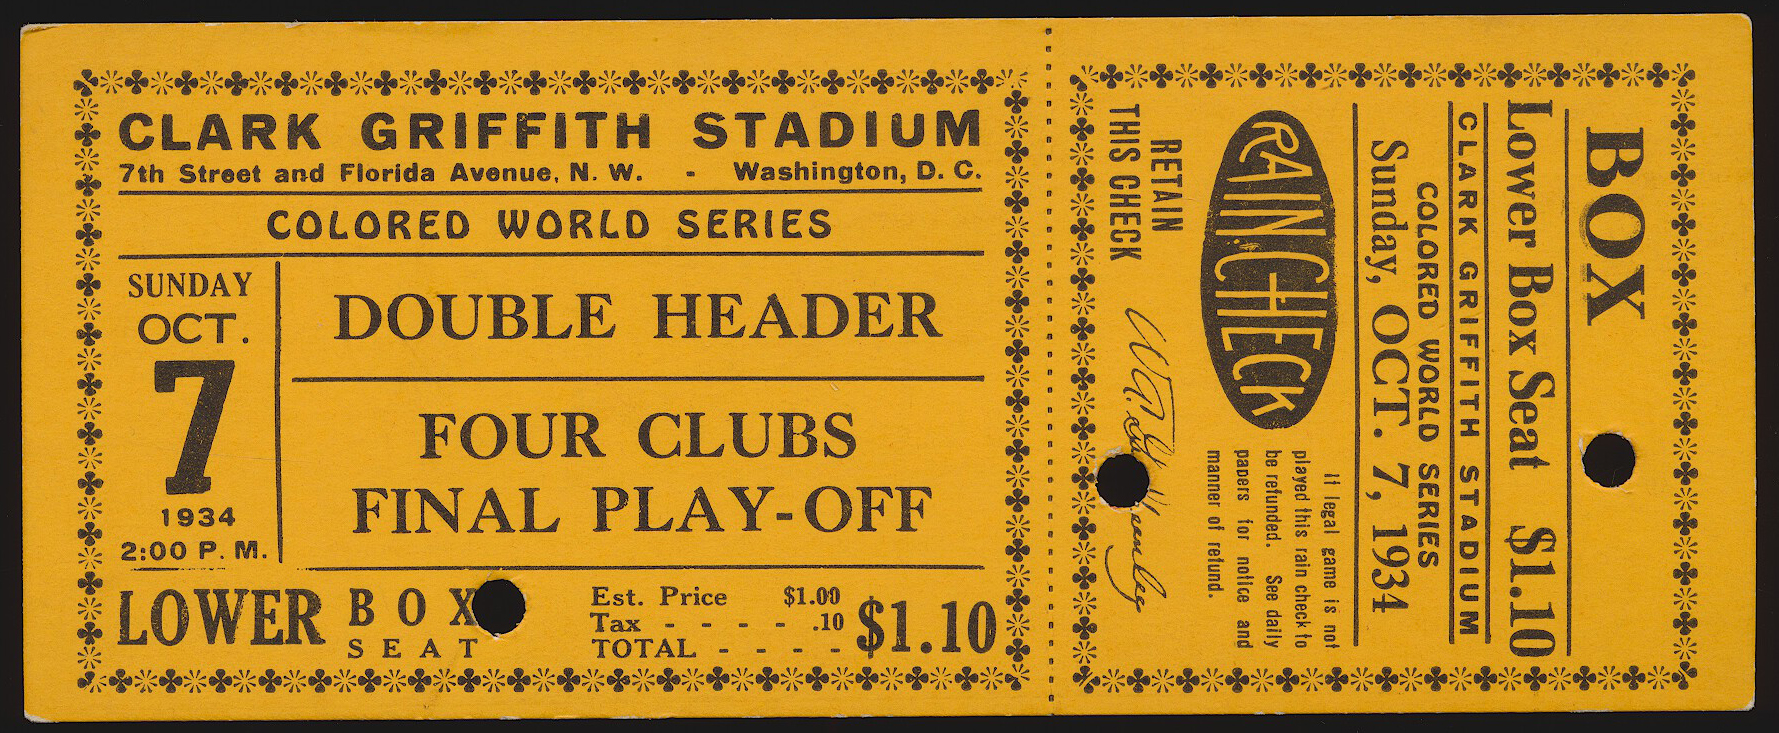 CLARK GRIFFITH STADIUM
7th Street and Florida Avenue, N. W. - Washington, D. C.
COLORED WORLD SERIES
SUNDAY
OCT.
7
1934
2:00 P. M.
DOUBLE HEADER
FOUR CLUBS
FINAL PLAY-OFF
LOWER BOX
SEAT
Est. Price $1.00
Tax - - - - .10
TOTAL - - - -
$1.10
BOX
Lower Box Seat $1.10
CLARK GRIFFITH STADIUM
COLORED WORLD SERIES
Sunday, OCT. 7, 1934
RAIN CHECK
If legal game is not
played this rain check to
be refunded. See daily
papers for notice and
manner of refund.
RETAIN
THIS CHECK